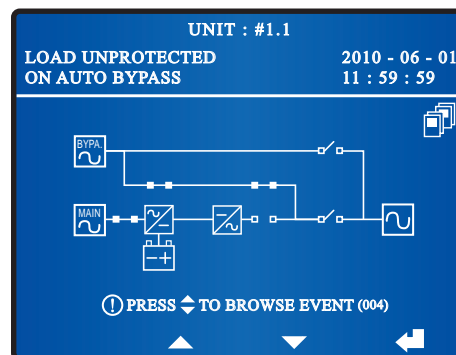 UNIT : #1.1
LOAD UNPROTECTED
2010 - 06 - 01
ON AUTO BYPASS
11 : 59 : 59
BYPA.
MAIN
! PRESS TO BROWSE EVENT (004)